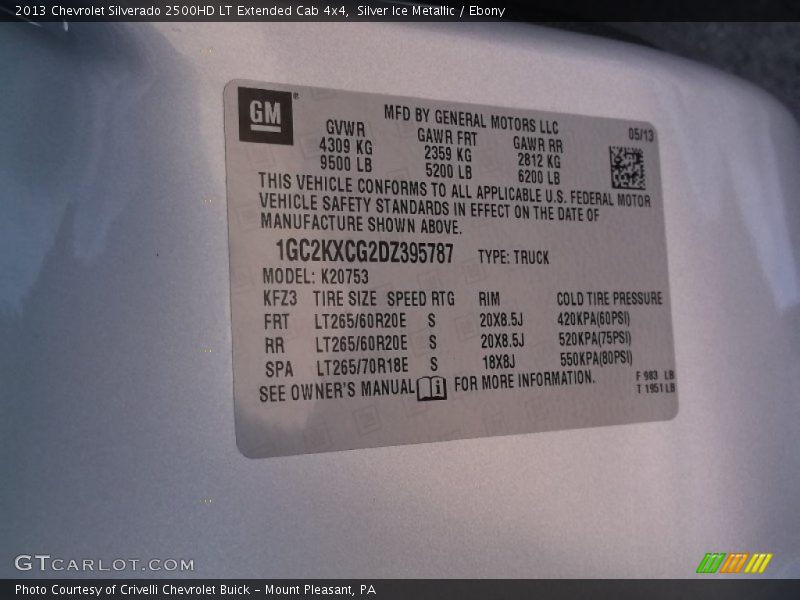 2013 Chevrolet Silverado 2500HD LT Extended Cab 4x4, Silver Ice Metallic / Ebony
GM ®
MFD BY GENERAL MOTORS LLC 05/13
GVWR GAWR FRT GAWR RR
4309 KG 2359 KG 2812 KG
9500 LB 5200 LB 6200 LB
THIS VEHICLE CONFORMS TO ALL APPLICABLE U.S. FEDERAL MOTOR
VEHICLE SAFETY STANDARDS IN EFFECT ON THE DATE OF
MANUFACTURE SHOWN ABOVE.
1GC2KXCG2DZ395787 TYPE: TRUCK
MODEL: K20753
KFZ3 TIRE SIZE SPEED RTG RIM COLD TIRE PRESSURE
FRT LT265/60R20E S 20X8.5J 420KPA(60PSI)
RR LT265/60R20E S 20X8.5J 520KPA(75PSI)
SPA LT265/70R18E S 18X8J 550KPA(80PSI)
SEE OWNER'S MANUAL FOR MORE INFORMATION.
F 983 LB
T 1951 LB
GTCARLOT.COM
Photo Courtesy of Crivelli Chevrolet Buick – Mount Pleasant, PA